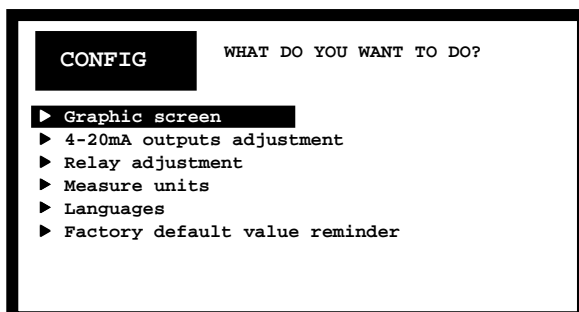 CONFIG
WHAT DO YOU WANT TO DO?
Graphic screen
4-20mA outputs adjustment
Relay adjustment
Measure units
Languages
Factory default value reminder